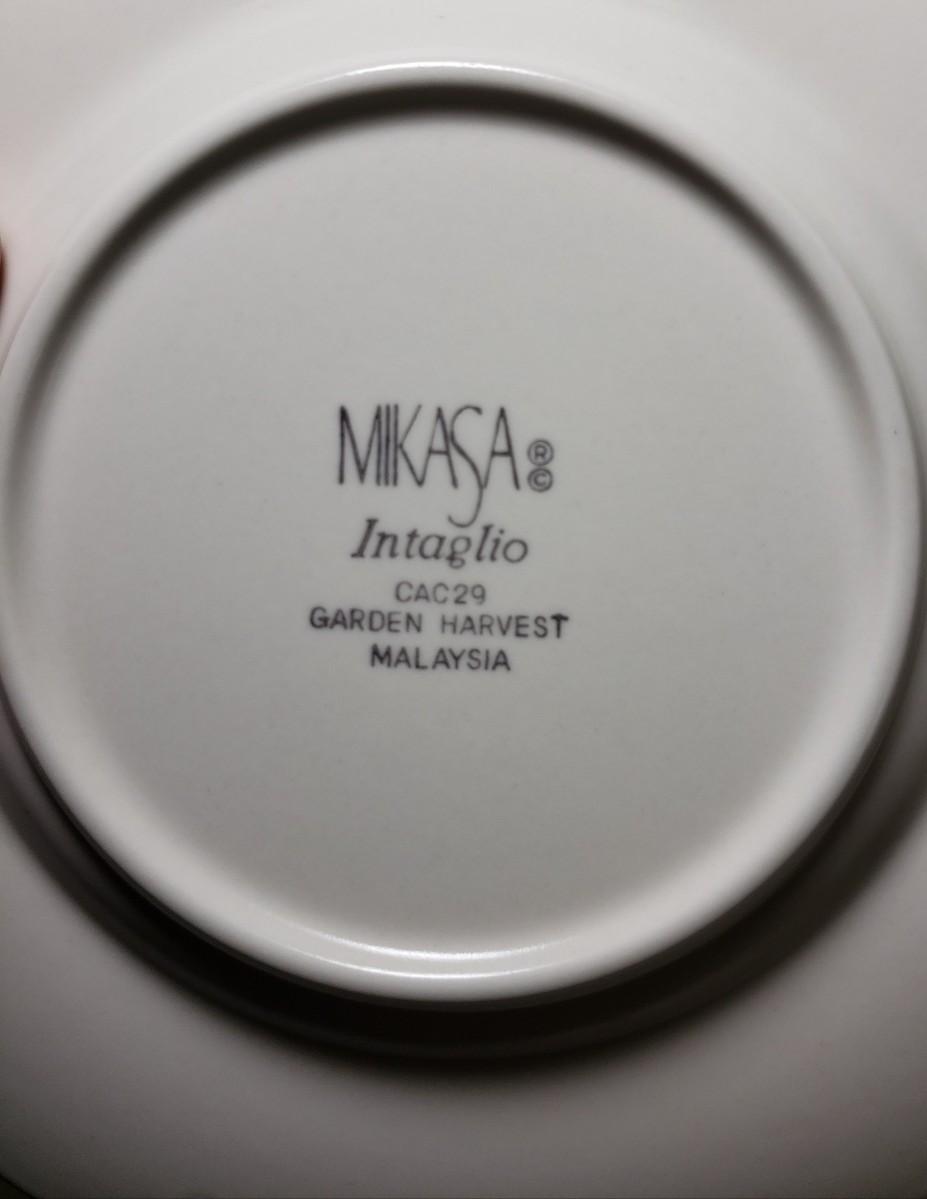 MIKASA ® ©
Intaglio
CAC29
GARDEN HARVEST
MALAYSIA